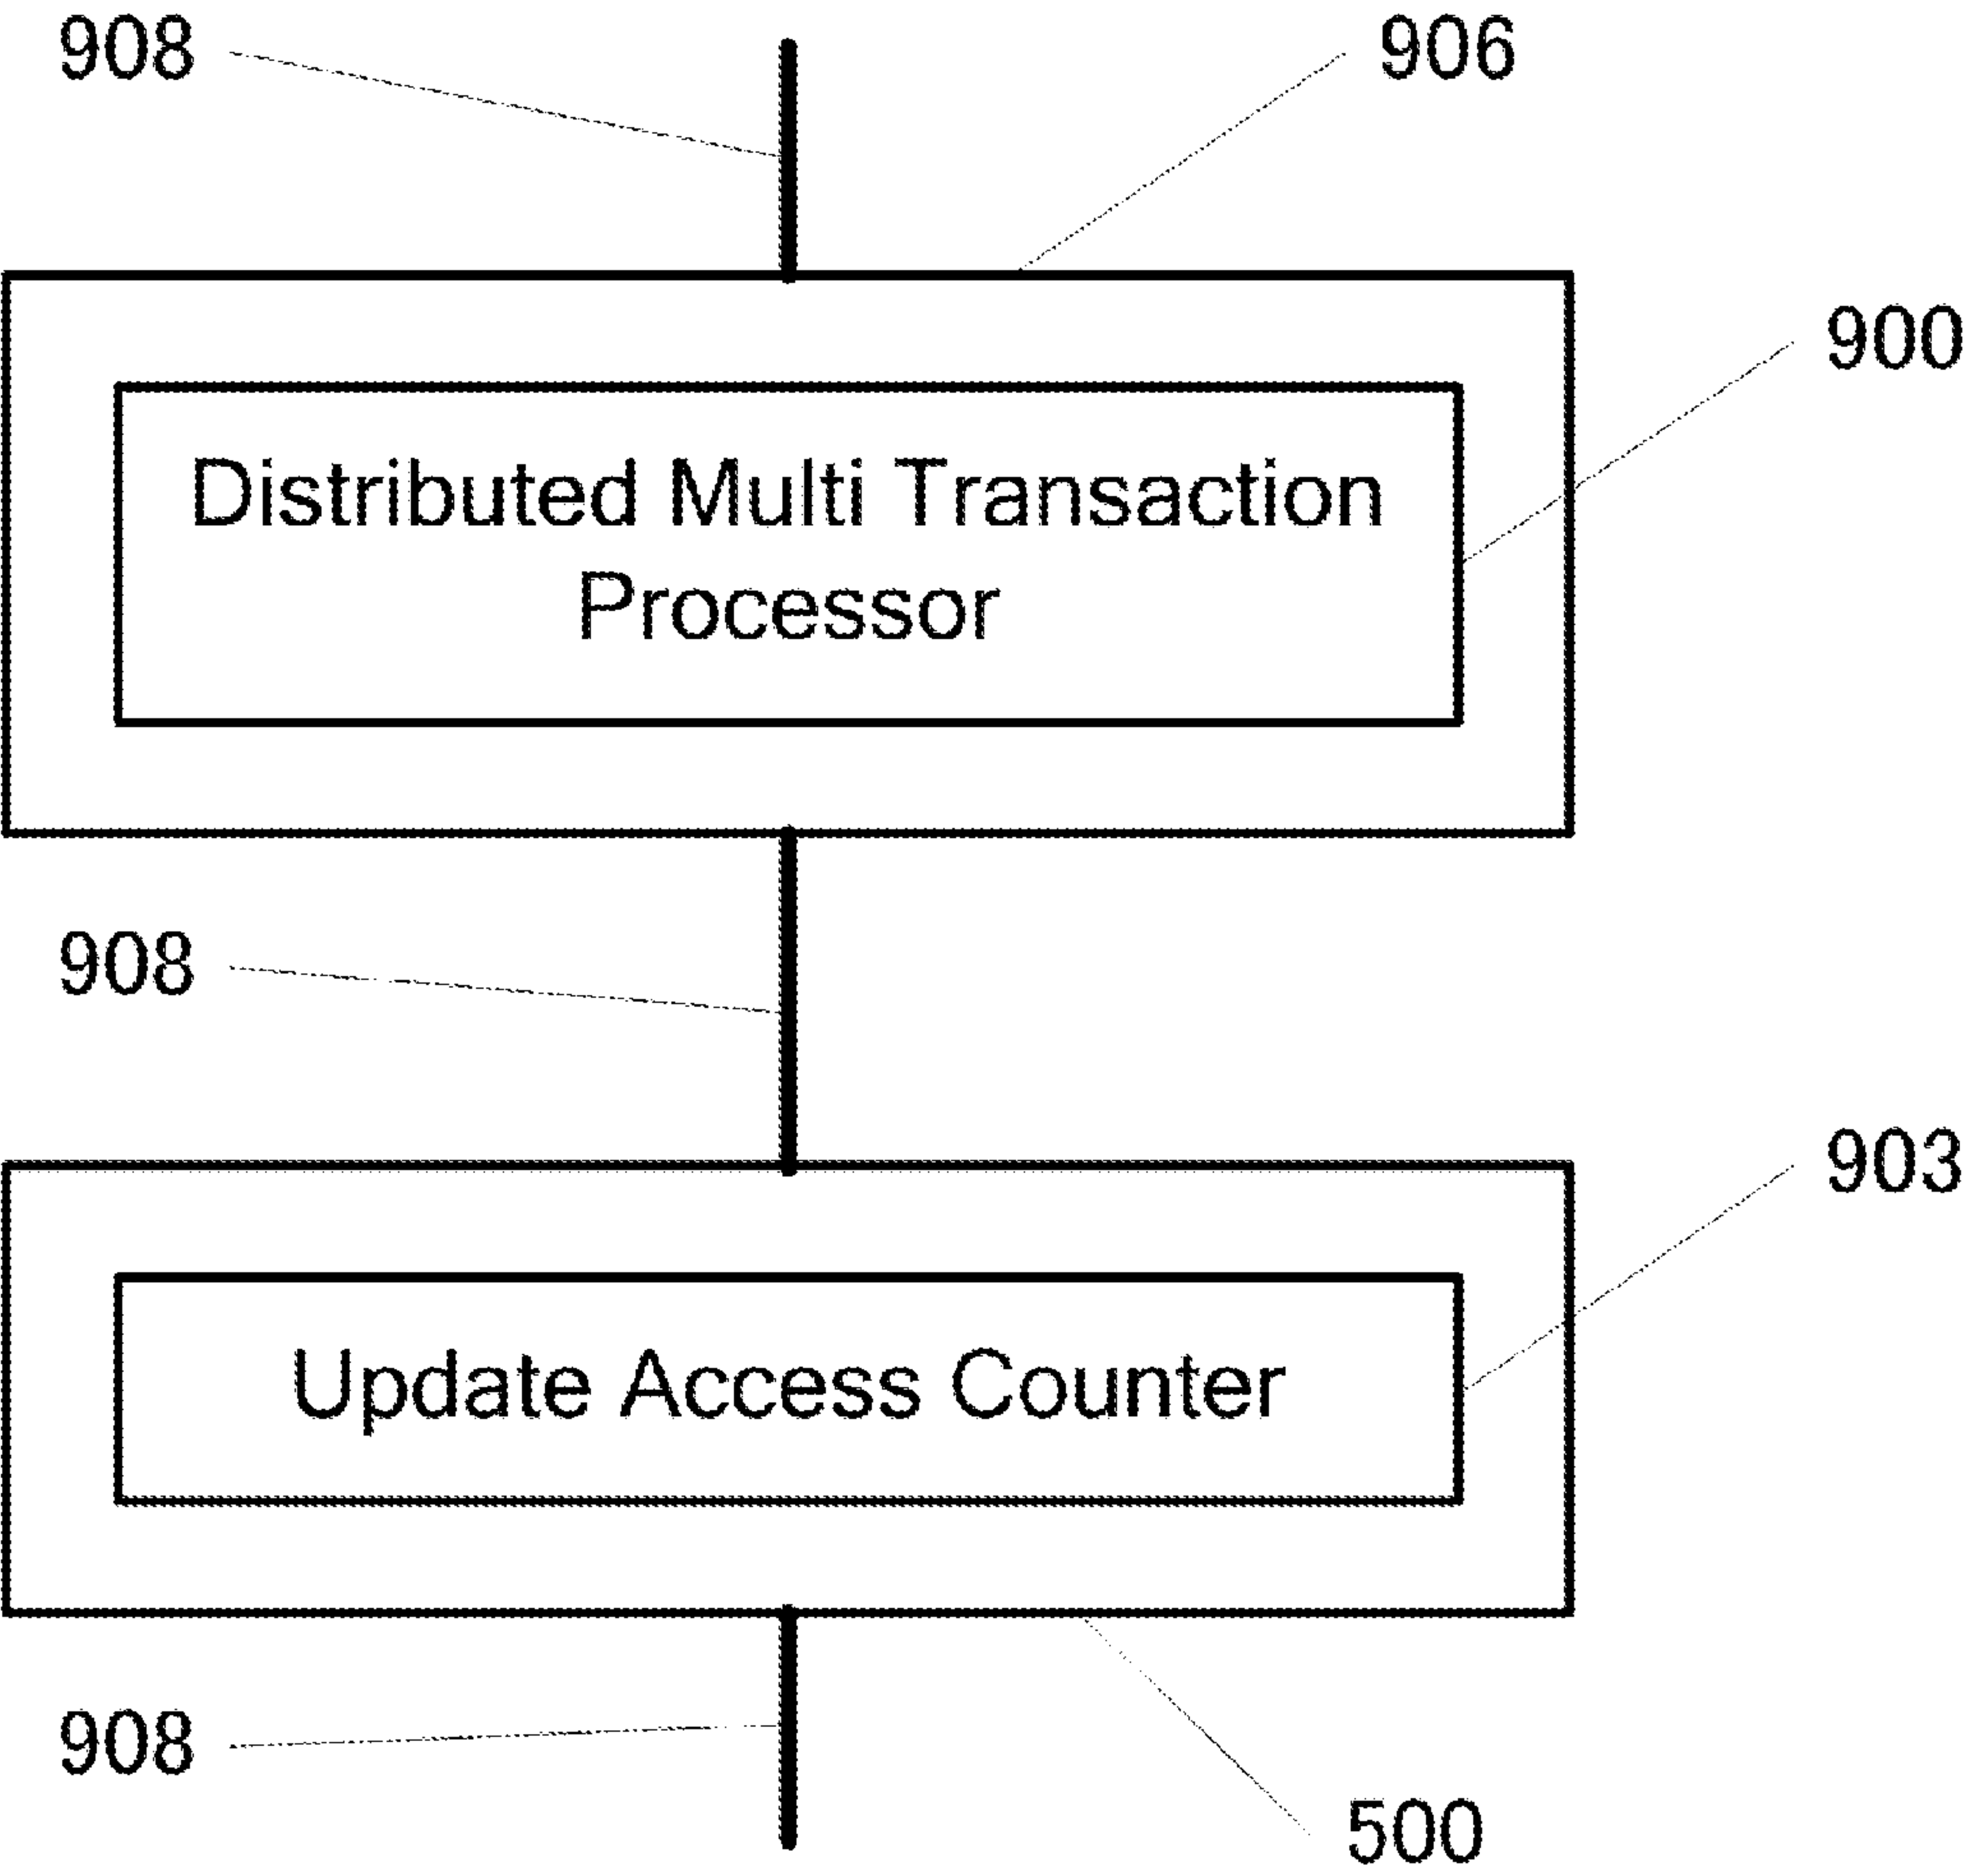 908
906
900
Distributed Multi Transaction
Processor
908
903
Update Access Counter
908
500